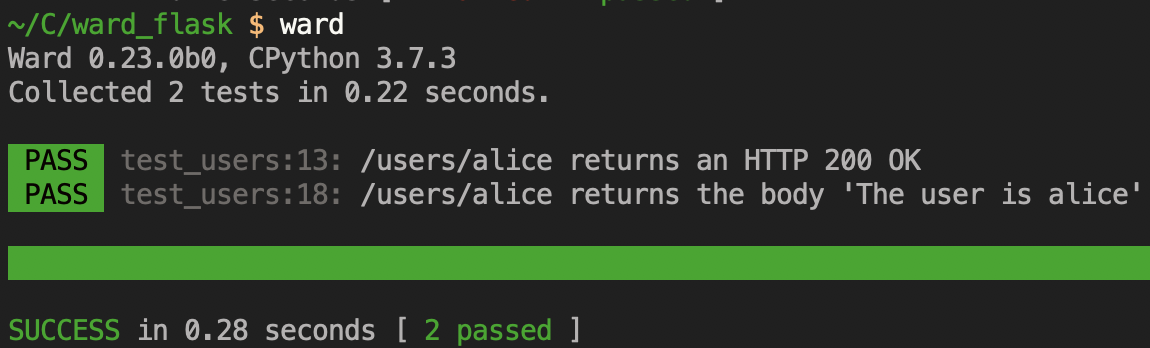 ~/C/ward_flask $ ward
Ward 0.23.0b0, CPython 3.7.3
Collected 2 tests in 0.22 seconds.
PASS test_users:13: /users/alice returns an HTTP 200 OK
PASS test_users:18: /users/alice returns the body 'The user is alice'
SUCCESS in 0.28 seconds [ 2 passed ]